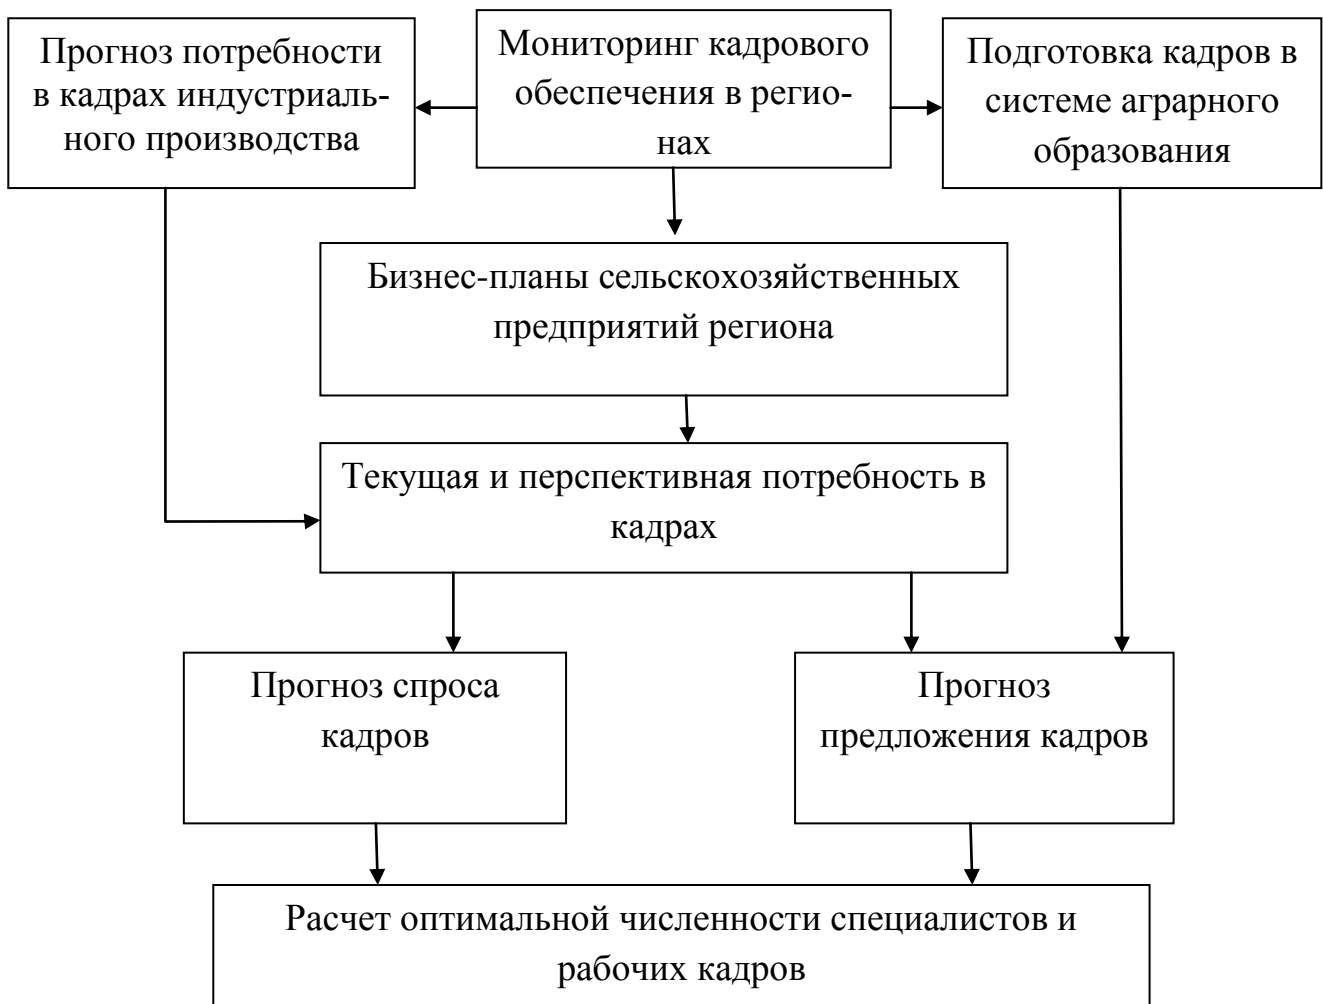 Прогноз потребности
в кадрах индустриаль-
ного производства
Мониторинг кадрового
обеспечения в регио-
нах
Подготовка кадров в
системе аграрного
образования
Бизнес-планы сельскохозяйственных
предприятий региона
Текущая и перспективная потребность в
кадрах
Прогноз спроса
кадров
Прогноз
предложения кадров
Расчет оптимальной численности специалистов и
рабочих кадров